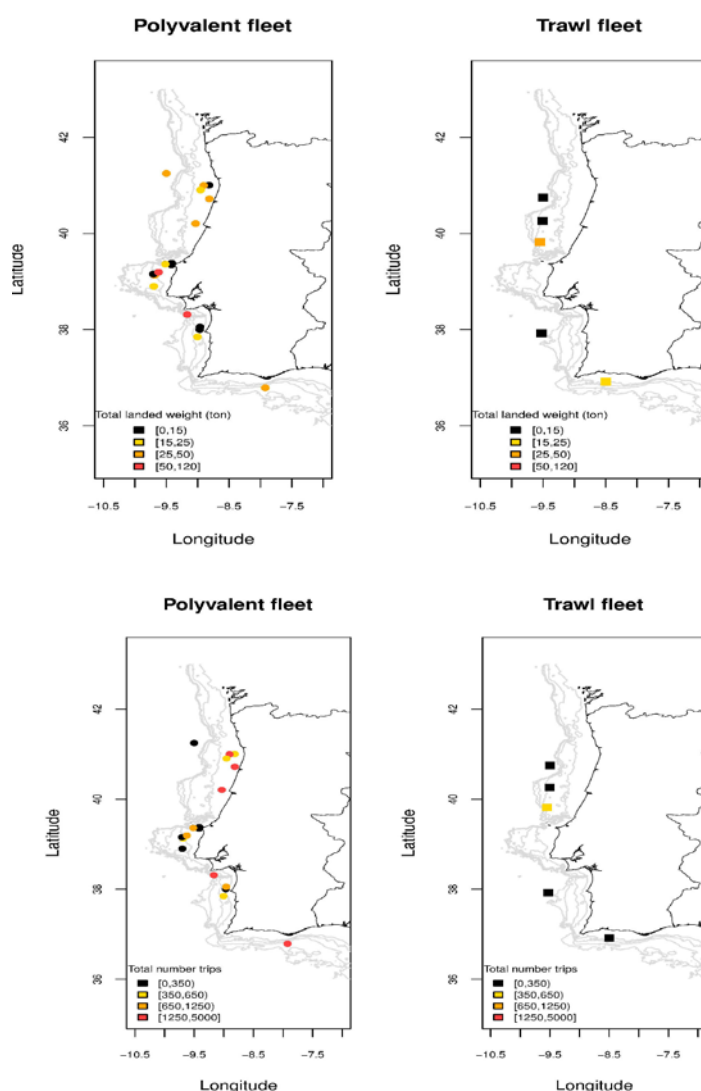 Polyvalent fleet
Trawl fleet
Latitude
42
40
38
36
Total landed weight (ton)
[0,15)
[15,25)
[25,50)
[50,120]
−10.5 −9.5 −8.5 −7.5
Longitude
Latitude
42
40
38
36
Total landed weight (ton)
[0,15)
[15,25)
[25,50)
[50,120]
−10.5 −9.5 −8.5 −7.5
Longitude
Polyvalent fleet
Trawl fleet
Latitude
42
40
38
36
Total number trips
[0,350)
[350,650)
[650,1250)
[1250,5000]
−10.5 −9.5 −8.5 −7.5
Longitude
Latitude
42
40
38
36
Total number trips
[0,350)
[350,650)
[650,1250)
[1250,5000]
−10.5 −9.5 −8.5 −7.5
Longitude